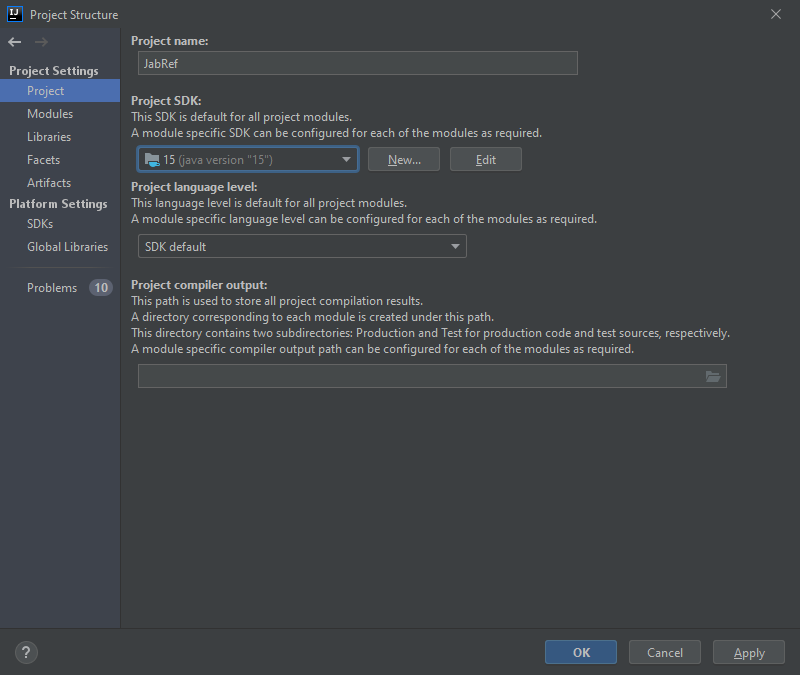 IJ
Project Structure
Project Settings
Project
Modules
Libraries
Facets
Artifacts
Platform Settings
SDKs
Global Libraries
Problems 10
Project name:
JabRef
Project SDK:
This SDK is default for all project modules.
A module specific SDK can be configured for each of the modules as required.
15 (java version "15")
New...
Edit
Project language level:
This language level is default for all project modules.
A module specific language level can be configured for each of the modules as required.
SDK default
Project compiler output:
This path is used to store all project compilation results.
A directory corresponding to each module is created under this path.
This directory contains two subdirectories: Production and Test for production code and test sources, respectively.
A module specific compiler output path can be configured for each of the modules as required.
?
OK
Cancel
Apply